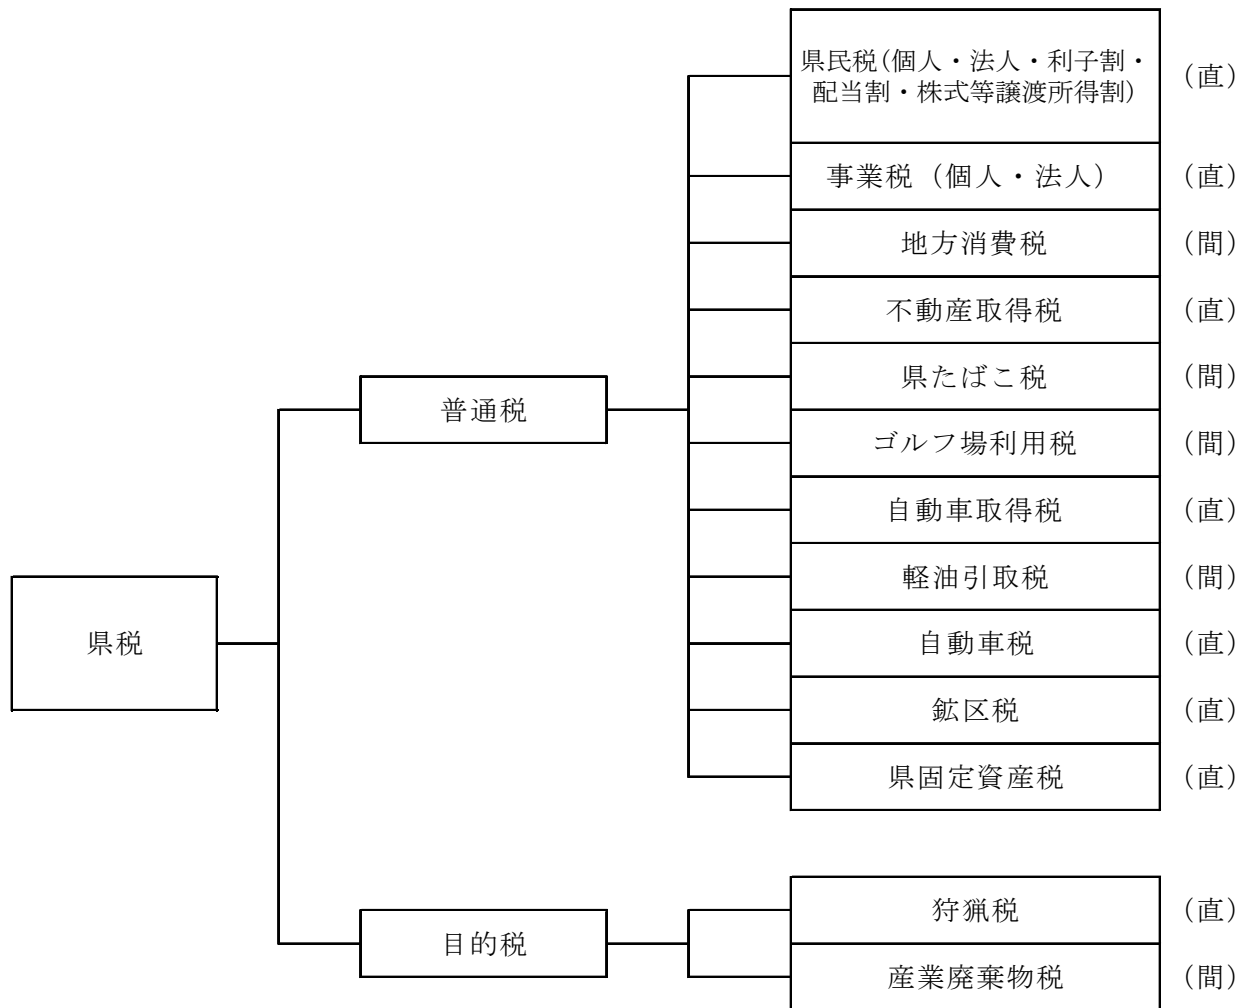 県民税(個人・法人・利子割・
配当割・株式等譲渡所得割)
(直)
事業税(個人・法人)
(直)
地方消費税
(間)
不動産取得税
(直)
県たばこ税
(間)
普通税
ゴルフ場利用税
(間)
自動車取得税
(直)
軽油引取税
(間)
県税
自動車税
(直)
鉱区税
(直)
県固定資産税
(直)
狩猟税
(直)
目的税
産業廃棄物税
(間)